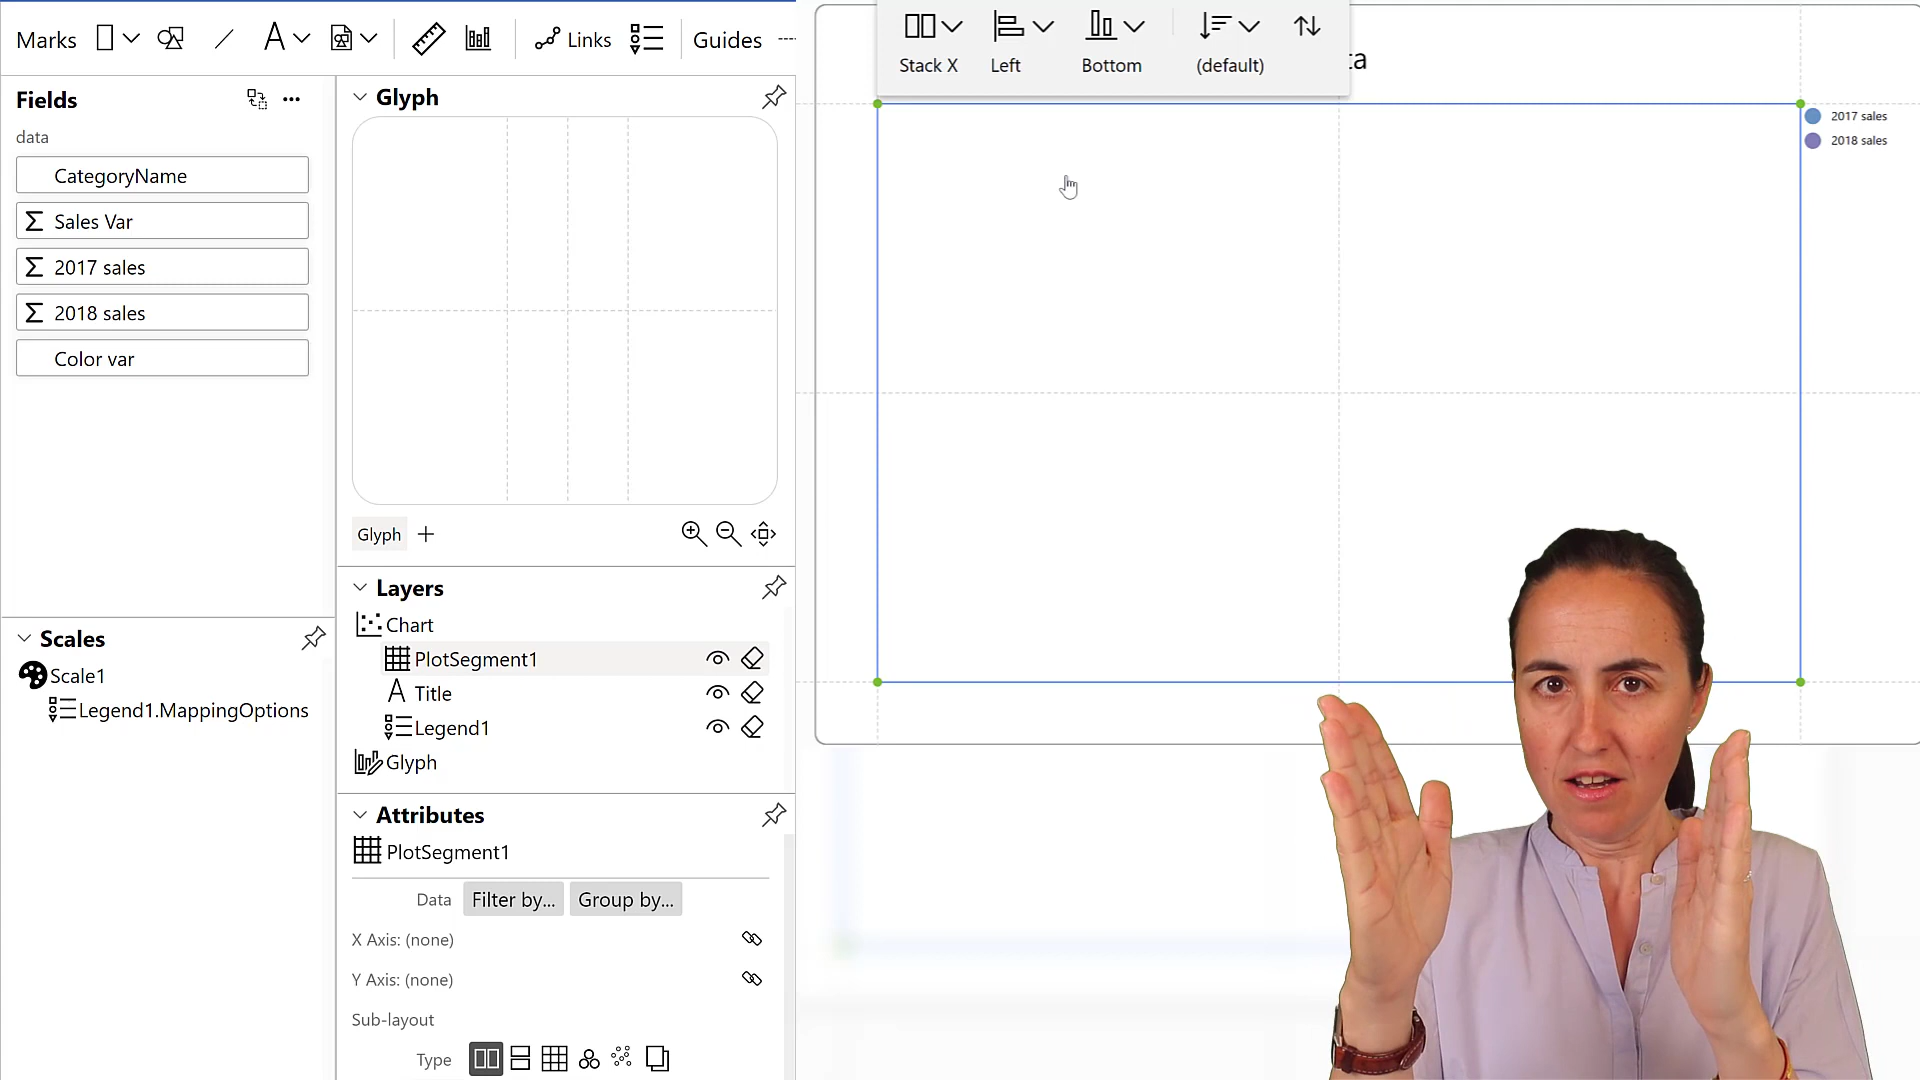 Marks
Links
Guides
Fields
data
CategoryName
Σ Sales Var
Σ 2017 sales
Σ 2018 sales
Color var
Scales
Scale1
Legend1.MappingOptions
Glyph
Glyph +
Layers
Chart
PlotSegment1
Title
Legend1
Glyph
Attributes
PlotSegment1
Data Filter by... Group by...
X Axis: (none)
Y Axis: (none)
Sub-layout
Type
Stack X Left Bottom (default)
ta
2017 sales
2018 sales